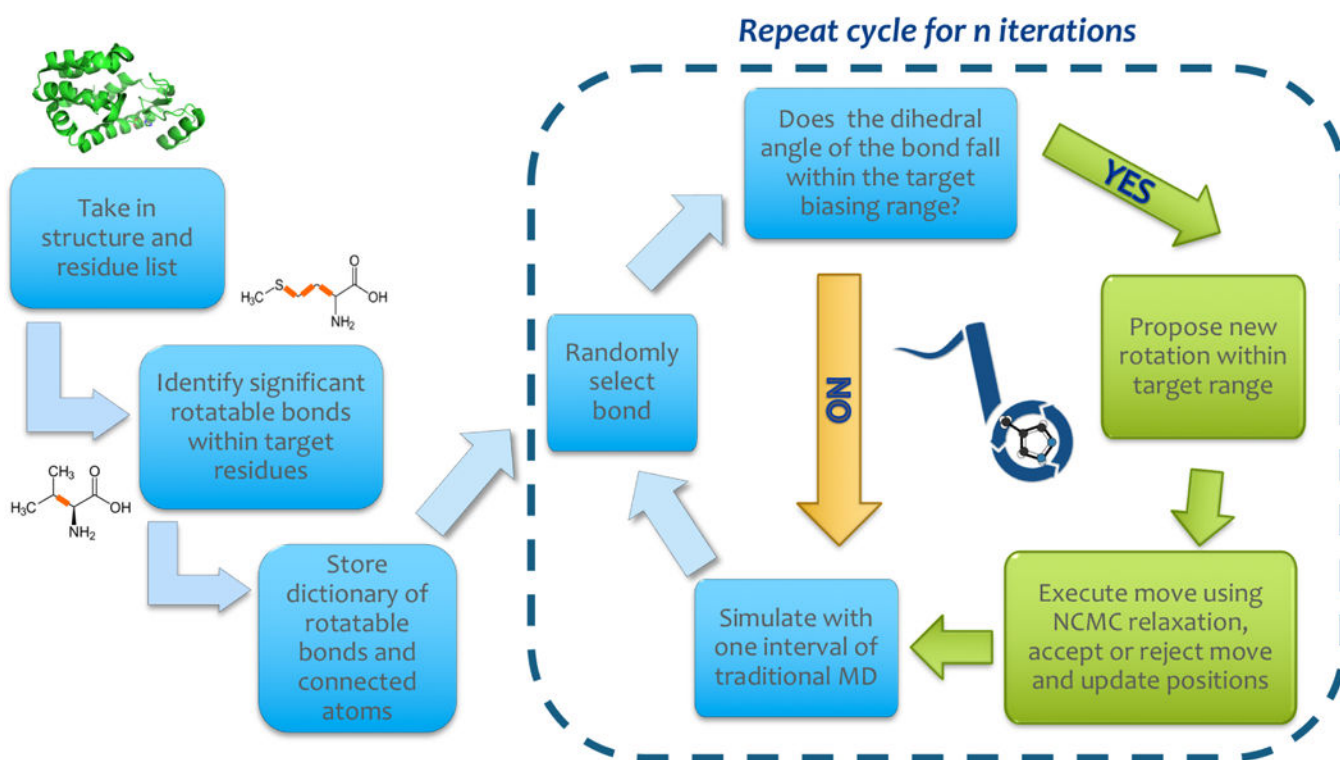 Repeat cycle for n iterations
Take in
structure and
residue list
H₃C
S
O
OH
NH₂
Identify significant
rotatable bonds
within target
residues
CH₃
O
H₃C
OH
NH₂
Store
dictionary of
rotatable
bonds and
connected
atoms
Randomly
select
bond
Does the dihedral
angle of the bond fall
within the target
biasing range?
YES
NO
Propose new
rotation within
target range
Execute move using
NCMC relaxation,
accept or reject move
and update positions
Simulate with
one interval of
traditional MD